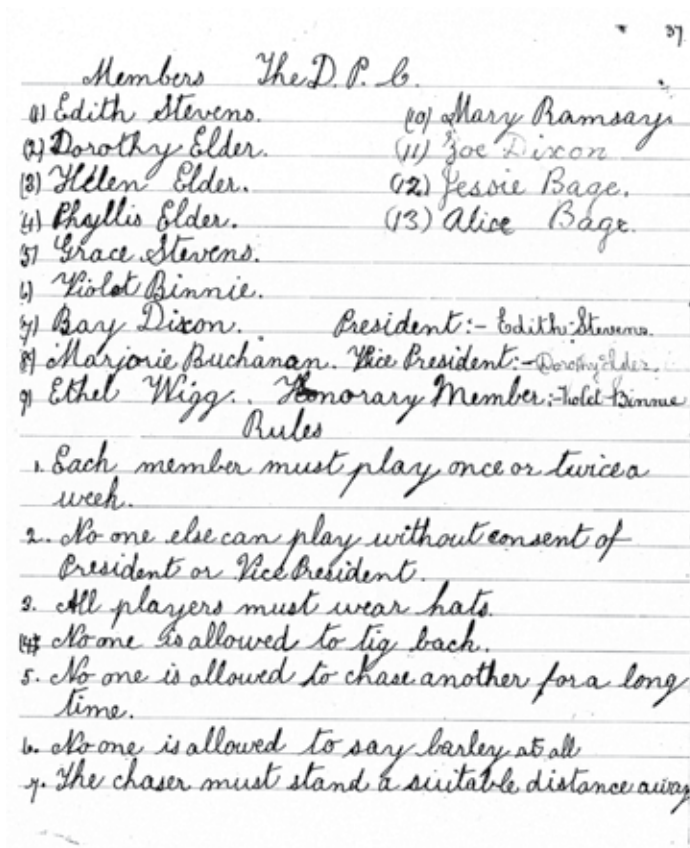 37
Members The D. P. C.
(1) Edith Stevens. (10) Mary Ramsay.
(2) Dorothy Elder. (11) Zoe Dixon
(3) Helen Elder. (12) Jessie Bage.
(4) Phyllis Elder. (13) Alice Bage.
5) Grace Stevens.
6) Violet Binnie.
7) Bay Dixon. President:- Edith Stevens.
8) Marjorie Buchanan. Vice President:- Dorothy Elder.
9) Ethel Wigg. . Honorary Member:- Violet Binnie
Rules
1. Each member must play once or twice a
week.
2. No one else can play without consent of
President or Vice President.
3. All players must wear hats.
4 No one is allowed to tig back.
5. No one is allowed to chase another for a long
time.
6. No one is allowed to say barley at all
7. The chaser must stand a suitable distance away